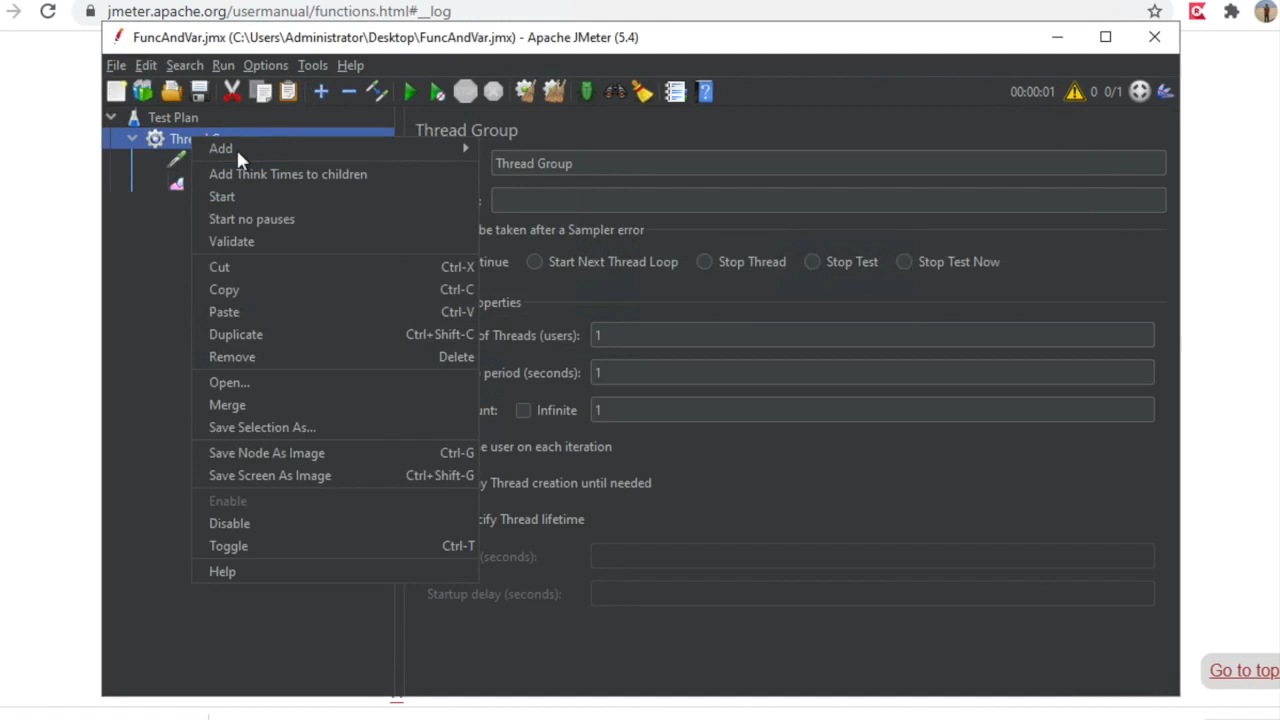 jmeter.apache.org/usermanual/functions.html#__log
FuncAndVar.jmx (C:\Users\Administrator\Desktop\FuncAndVar.jmx) - Apache JMeter (5.4)
File Edit Search Run Options Tools Help
00:00:01 0 0/1
Test Plan
Thread Group
Add
Add Think Times to children
Start
Start no pauses
Validate
Cut Ctrl-X
Copy Ctrl-C
Paste Ctrl-V
Duplicate Ctrl+Shift-C
Remove Delete
Open...
Merge
Save Selection As...
Save Node As Image Ctrl-G
Save Screen As Image Ctrl+Shift-G
Enable
Disable
Toggle Ctrl-T
Help
Thread Group
be taken after a Sampler error
Start Next Thread Loop Stop Thread Stop Test Stop Test Now
of Threads (users): 1
period (seconds): 1
Infinite 1
user on each iteration
Thread creation until needed
Thread lifetime
(seconds):
Startup delay (seconds):
Go to top